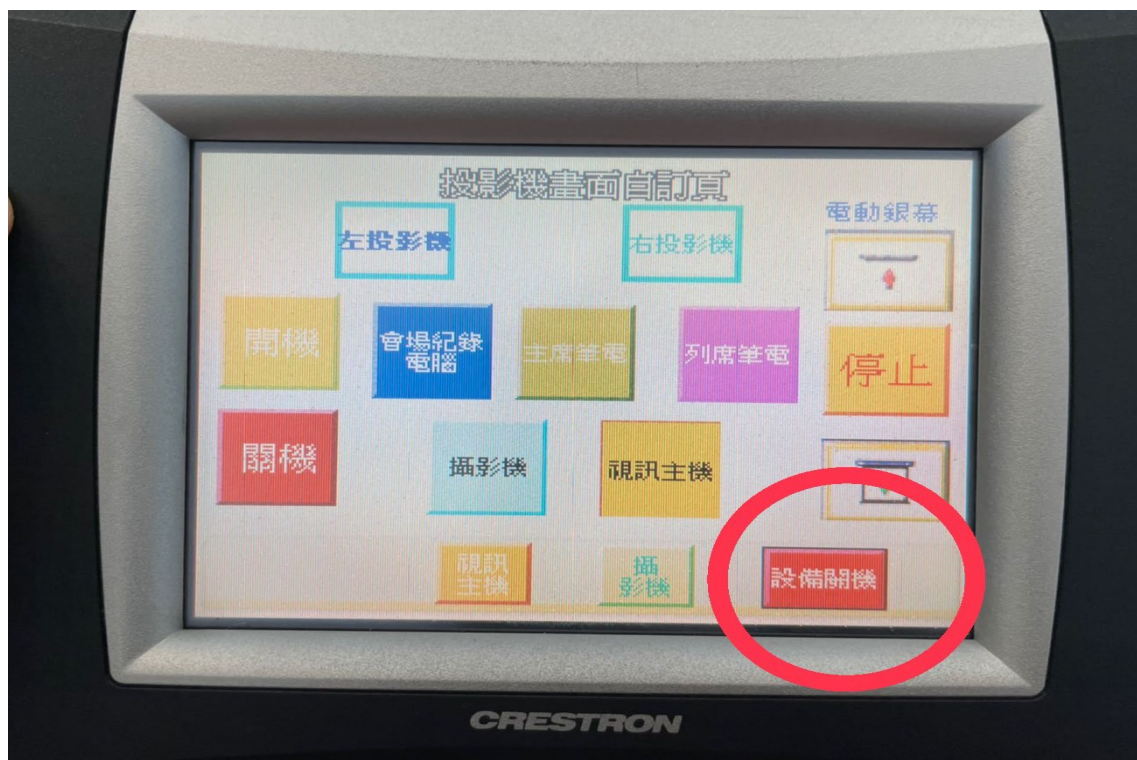 投影機畫面自訂頁
左投影機
右投影機
電動銀幕
開機
會場紀錄
電腦
主席筆電
列席筆電
停止
關機
攝影機
視訊主機
視訊
主機
攝
影機
設備關機
CRESTRON